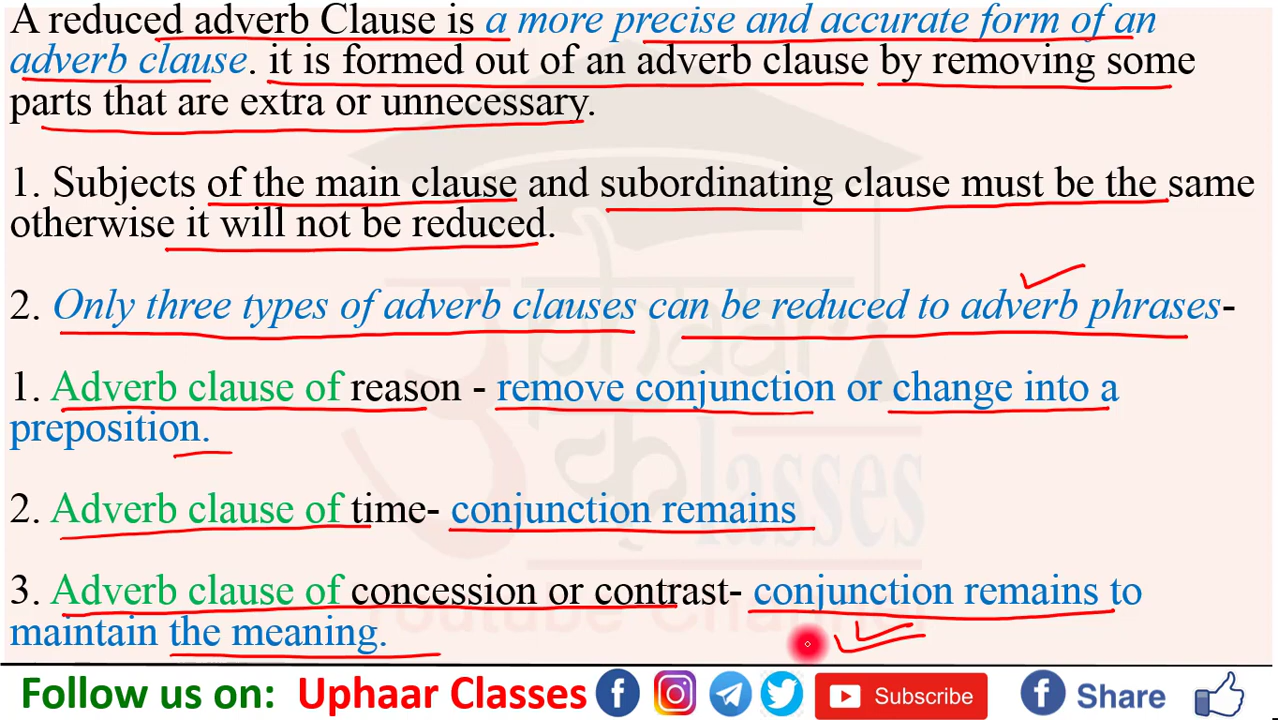 A reduced adverb Clause is a more precise and accurate form of an
adverb clause. it is formed out of an adverb clause by removing some
parts that are extra or unnecessary.
1. Subjects of the main clause and subordinating clause must be the same
otherwise it will not be reduced.
2. Only three types of adverb clauses can be reduced to adverb phrases-
1. Adverb clause of reason - remove conjunction or change into a
preposition.
2. Adverb clause of time- conjunction remains
3. Adverb clause of concession or contrast- conjunction remains to
maintain the meaning.
Follow us on: Uphaar Classes Subscribe Share